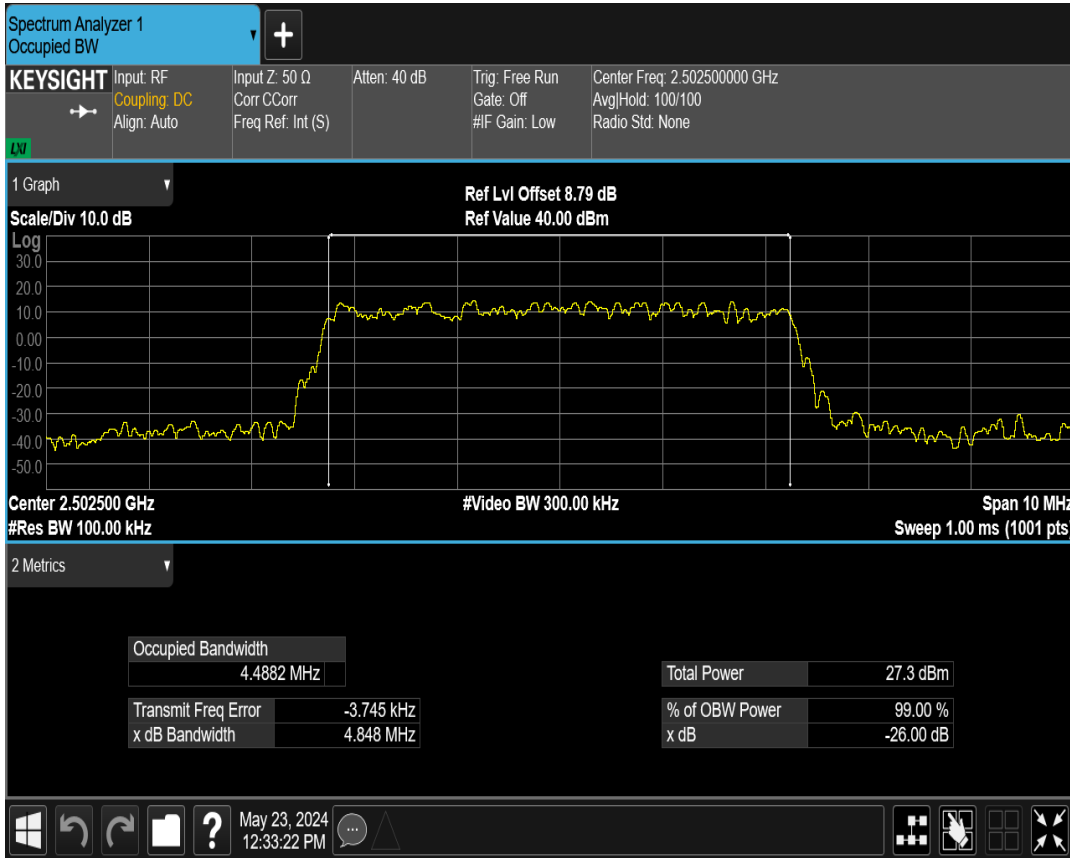 Spectrum Analyzer 1
Occupied BW
+
KEYSIGHT
LXI
Input: RF
Coupling: DC
Align: Auto
Input Z: 50 Ω
Corr CCorr
Freq Ref: Int (S)
Atten: 40 dB
Trig: Free Run
Gate: Off
#IF Gain: Low
Center Freq: 2.502500000 GHz
Avg|Hold: 100/100
Radio Std: None
1 Graph
Scale/Div 10.0 dB
Ref Lvl Offset 8.79 dB
Ref Value 40.00 dBm
Log
30.0
20.0
10.0
0.00
-10.0
-20.0
-30.0
-40.0
-50.0
Center 2.502500 GHz
#Video BW 300.00 kHz
Span 10 MHz
#Res BW 100.00 kHz
Sweep 1.00 ms (1001 pts)
2 Metrics
Occupied Bandwidth
4.4882 MHz
Total Power 27.3 dBm
Transmit Freq Error -3.745 kHz
% of OBW Power 99.00 %
x dB Bandwidth 4.848 MHz
x dB -26.00 dB
?
May 23, 2024
12:33:22 PM